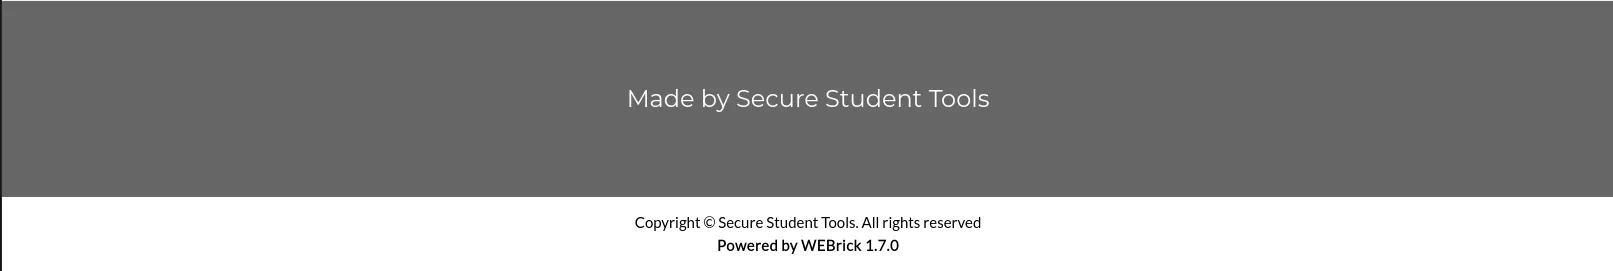 Made by Secure Student Tools
Copyright © Secure Student Tools. All rights reserved
Powered by WEBrick 1.7.0